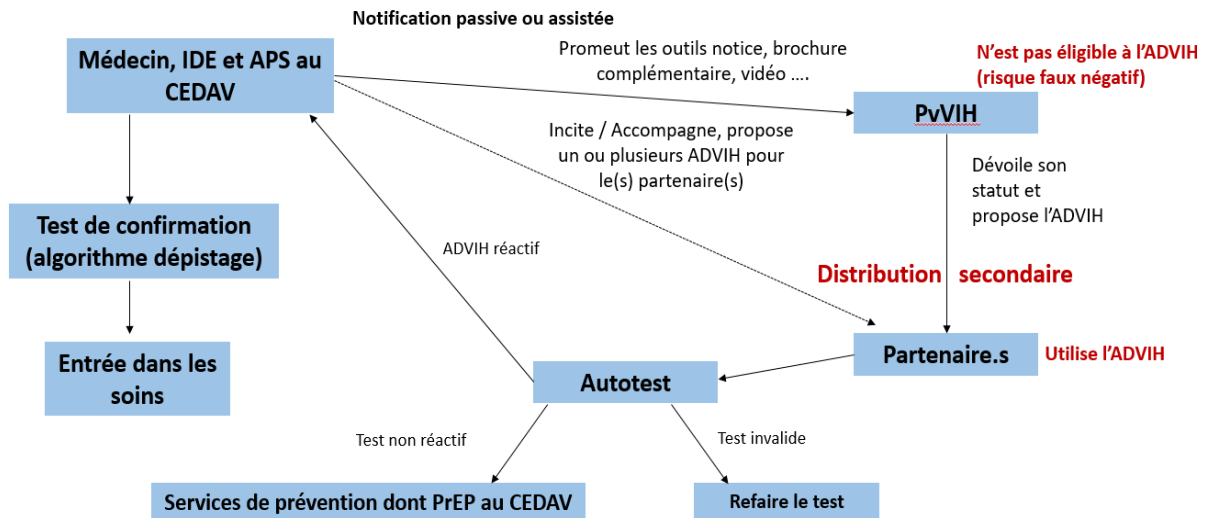 Notification passive ou assistée
Médecin, IDE et APS au
CEDAV
Promeut les outils notice, brochure
complémentaire, vidéo ....
N'est pas éligible à l'ADVIH
(risque faux négatif)
PvVIH
Incite / Accompagne, propose
un ou plusieurs ADVIH pour
le(s) partenaire(s)
Dévoile son
statut et
propose l'ADVIH
Test de confirmation
(algorithme dépistage)
ADVIH réactif
Distribution secondaire
Entrée dans les
soins
Partenaire.s
Utilise l'ADVIH
Autotest
Test non réactif
Test invalide
Services de prévention dont PrEP au CEDAV
Refaire le test